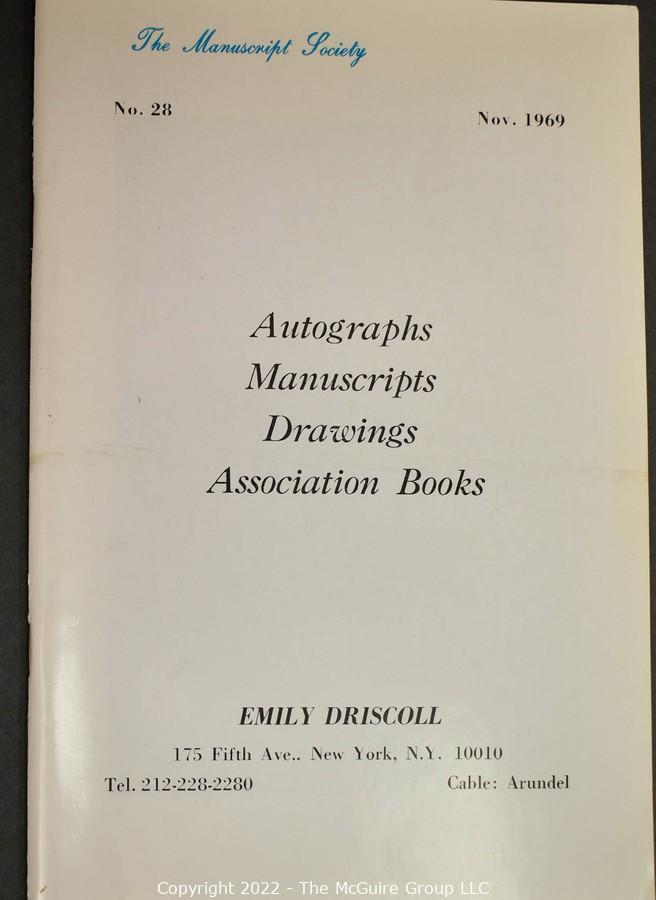 The Manuscript Society
No. 28 Nov. 1969
Autographs
Manuscripts
Drawings
Association Books
EMILY DRISCOLL
175 Fifth Ave.. New York, N.Y. 10010
Tel. 212-228-2280 Cable: Arundel
Copyright 2022 - The McGuire Group LLC